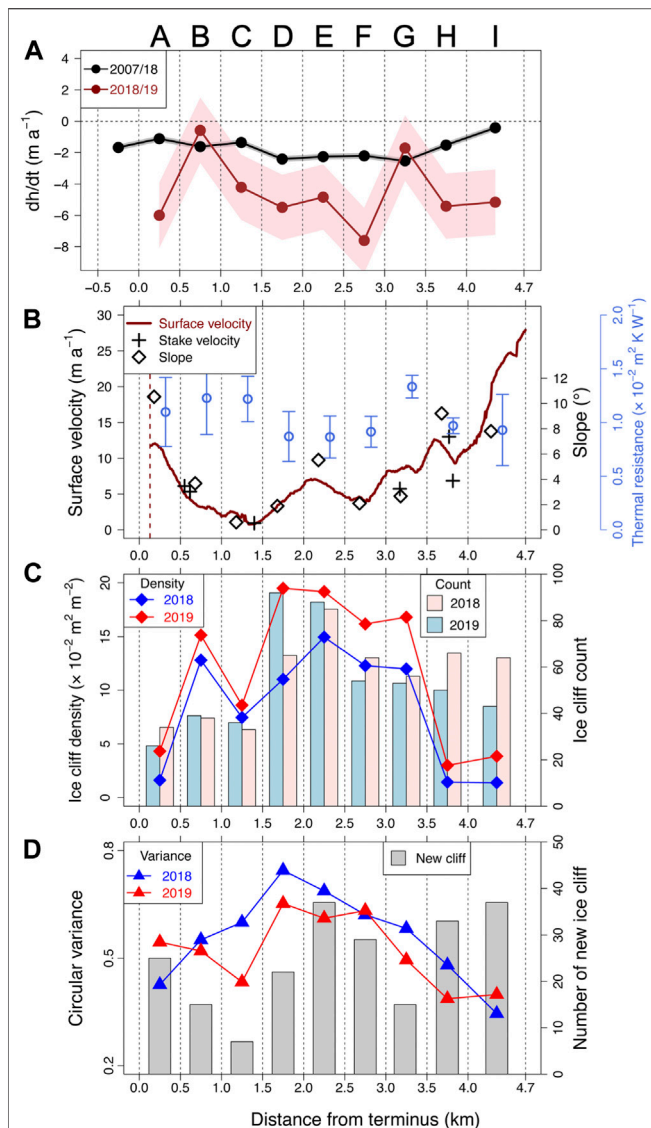 A B C D E F G H I
A
4
2
0
−2
−4
−6
−8
dh/dt (m a⁻¹)
2007/18
2018/19
−0.5 0.0 0.5 1.0 1.5 2.0 2.5 3.0 3.5 4.0 4.7
B
30
25
20
15
10
5
0
Surface velocity (m a⁻¹)
Surface velocity
Stake velocity
Slope
12
10
8
6
4
2
0
Slope (°)
2.0
1.5
1.0
0.5
0.0
Thermal resistance (× 10⁻² m² K W⁻¹)
0.0 0.5 1.0 1.5 2.0 2.5 3.0 3.5 4.0 4.7
C
20
15
10
5
0
Ice cliff density (× 10⁻² m² m⁻²)
Density
2018
2019
Count
2018
2019
100
80
60
40
20
0
Ice cliff count
0.0 0.5 1.0 1.5 2.0 2.5 3.0 3.5 4.0 4.7
D
0.8
0.5
0.2
Circular variance
Variance
2018
2019
New cliff
50
40
30
20
10
0
Number of new ice cliff
0.0 0.5 1.0 1.5 2.0 2.5 3.0 3.5 4.0 4.7
Distance from terminus (km)